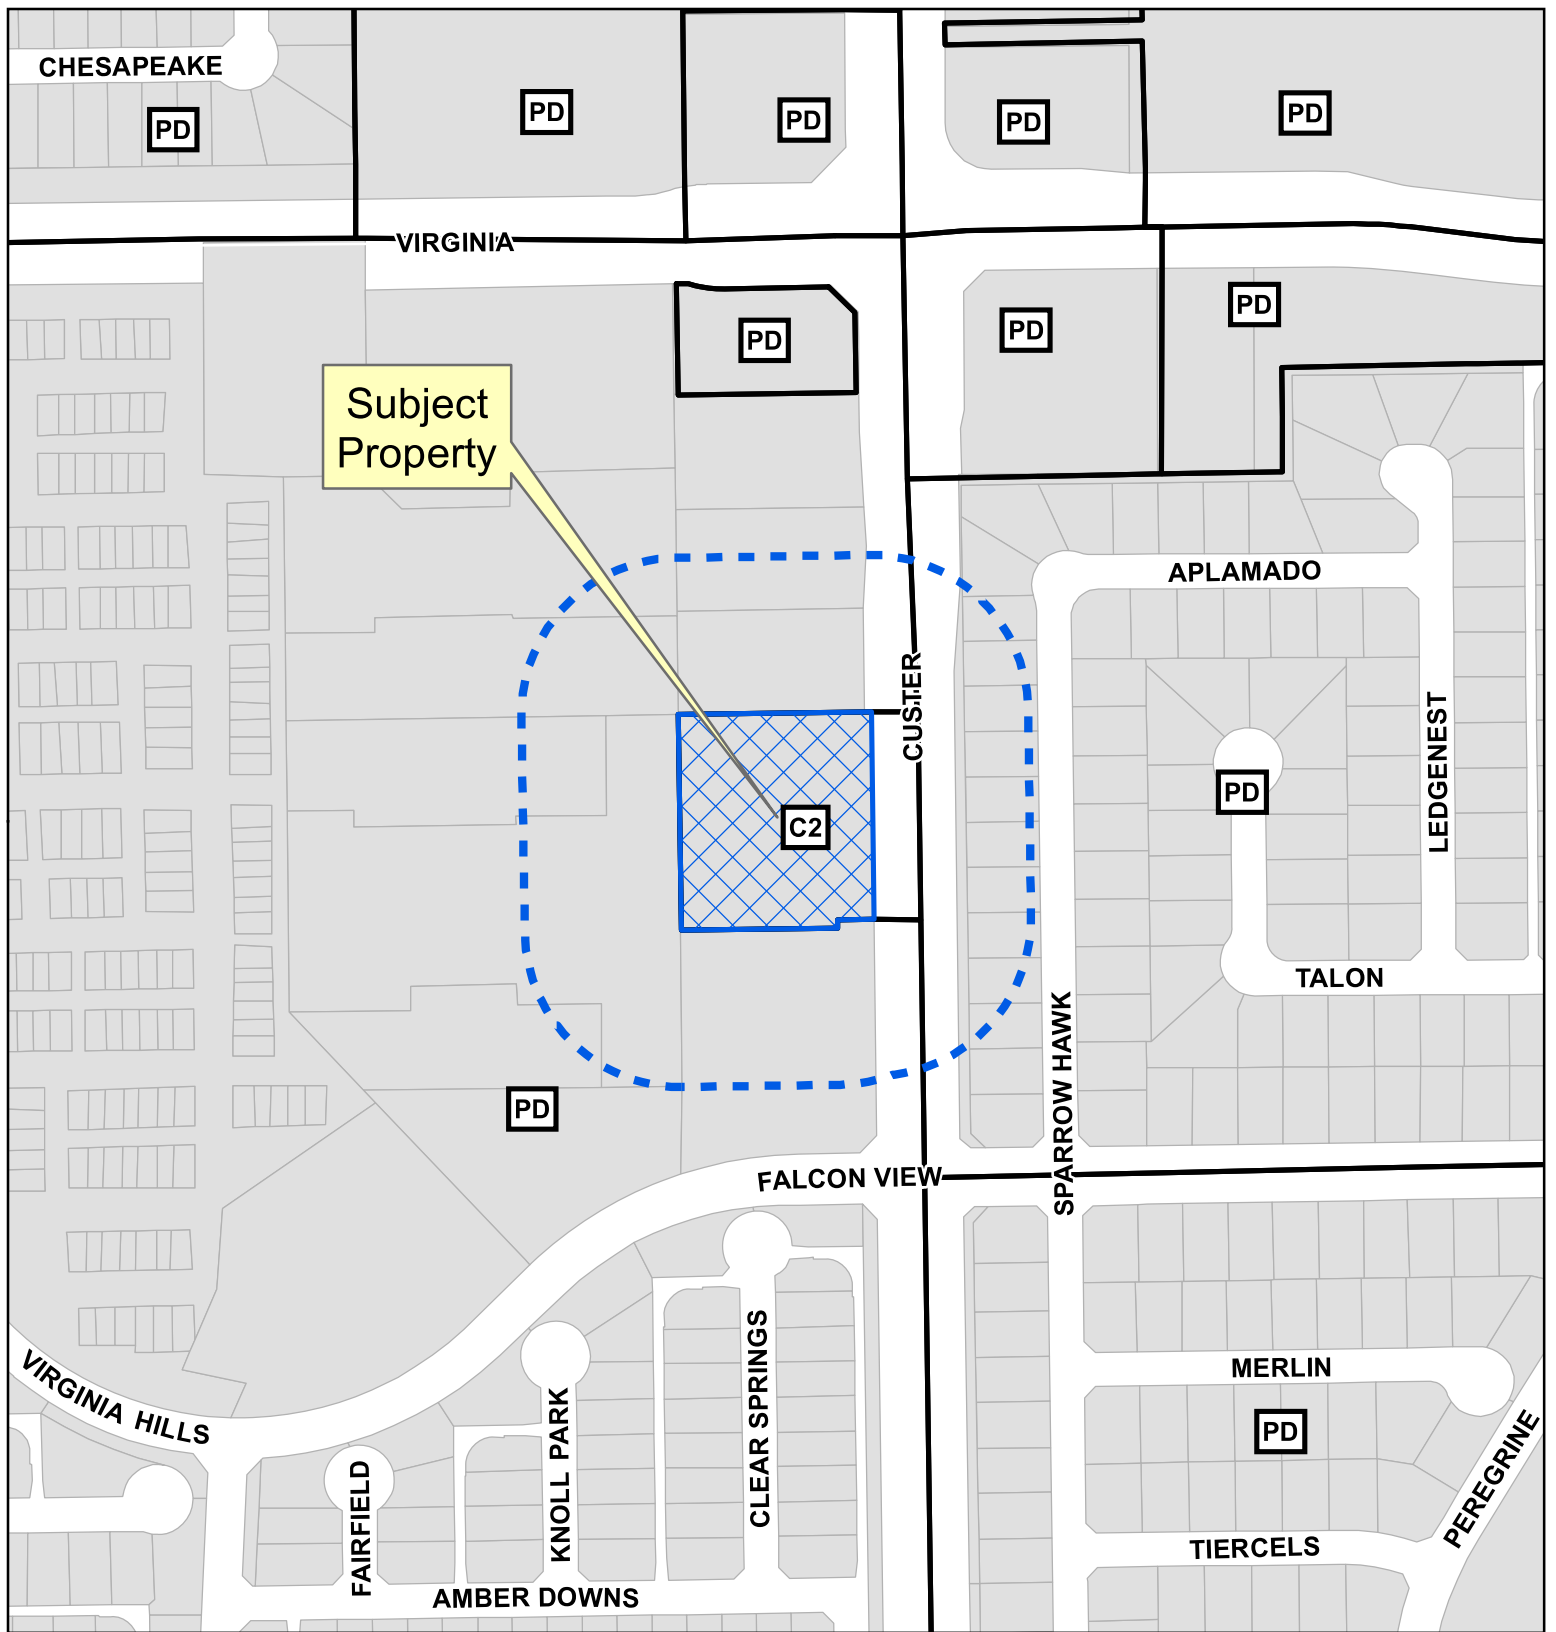 CHESAPEAKE
PD
PD
PD
PD
PD
VIRGINIA
PD
PD
PD
Subject
Property
APLAMADO
CUSTER
LEDGENEST
PD
C2
TALON
SPARROW HAWK
PD
FALCON VIEW
VIRGINIA HILLS
CLEAR SPRINGS
KNOLL PARK
FAIRFIELD
MERLIN
PD
PEREGRINE
TIERCELS
AMBER DOWNS